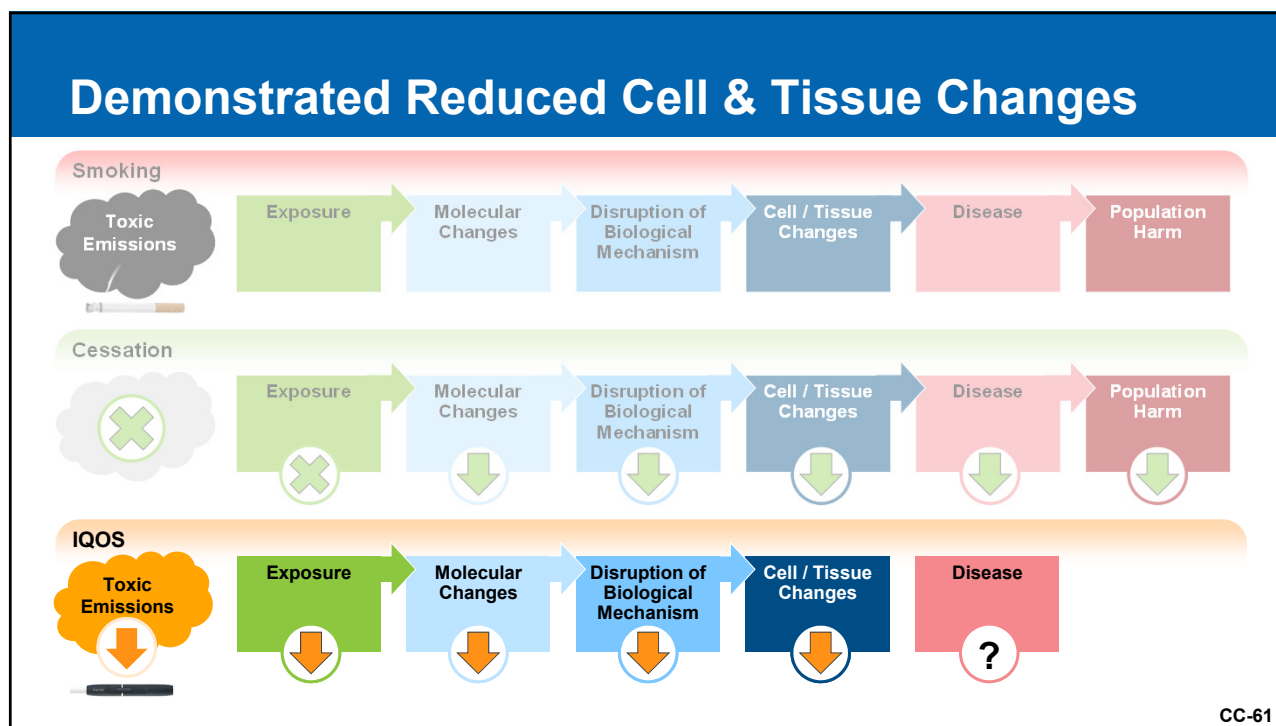 Demonstrated Reduced Cell & Tissue Changes
Smoking
Toxic
Emissions
Exposure
Molecular
Changes
Disruption of
Biological
Mechanism
Cell / Tissue
Changes
Disease
Population
Harm
Cessation
Exposure
Molecular
Changes
Disruption of
Biological
Mechanism
Cell / Tissue
Changes
Disease
Population
Harm
IQOS
Toxic
Emissions
Exposure
Molecular
Changes
Disruption of
Biological
Mechanism
Cell / Tissue
Changes
Disease
?
CC-61